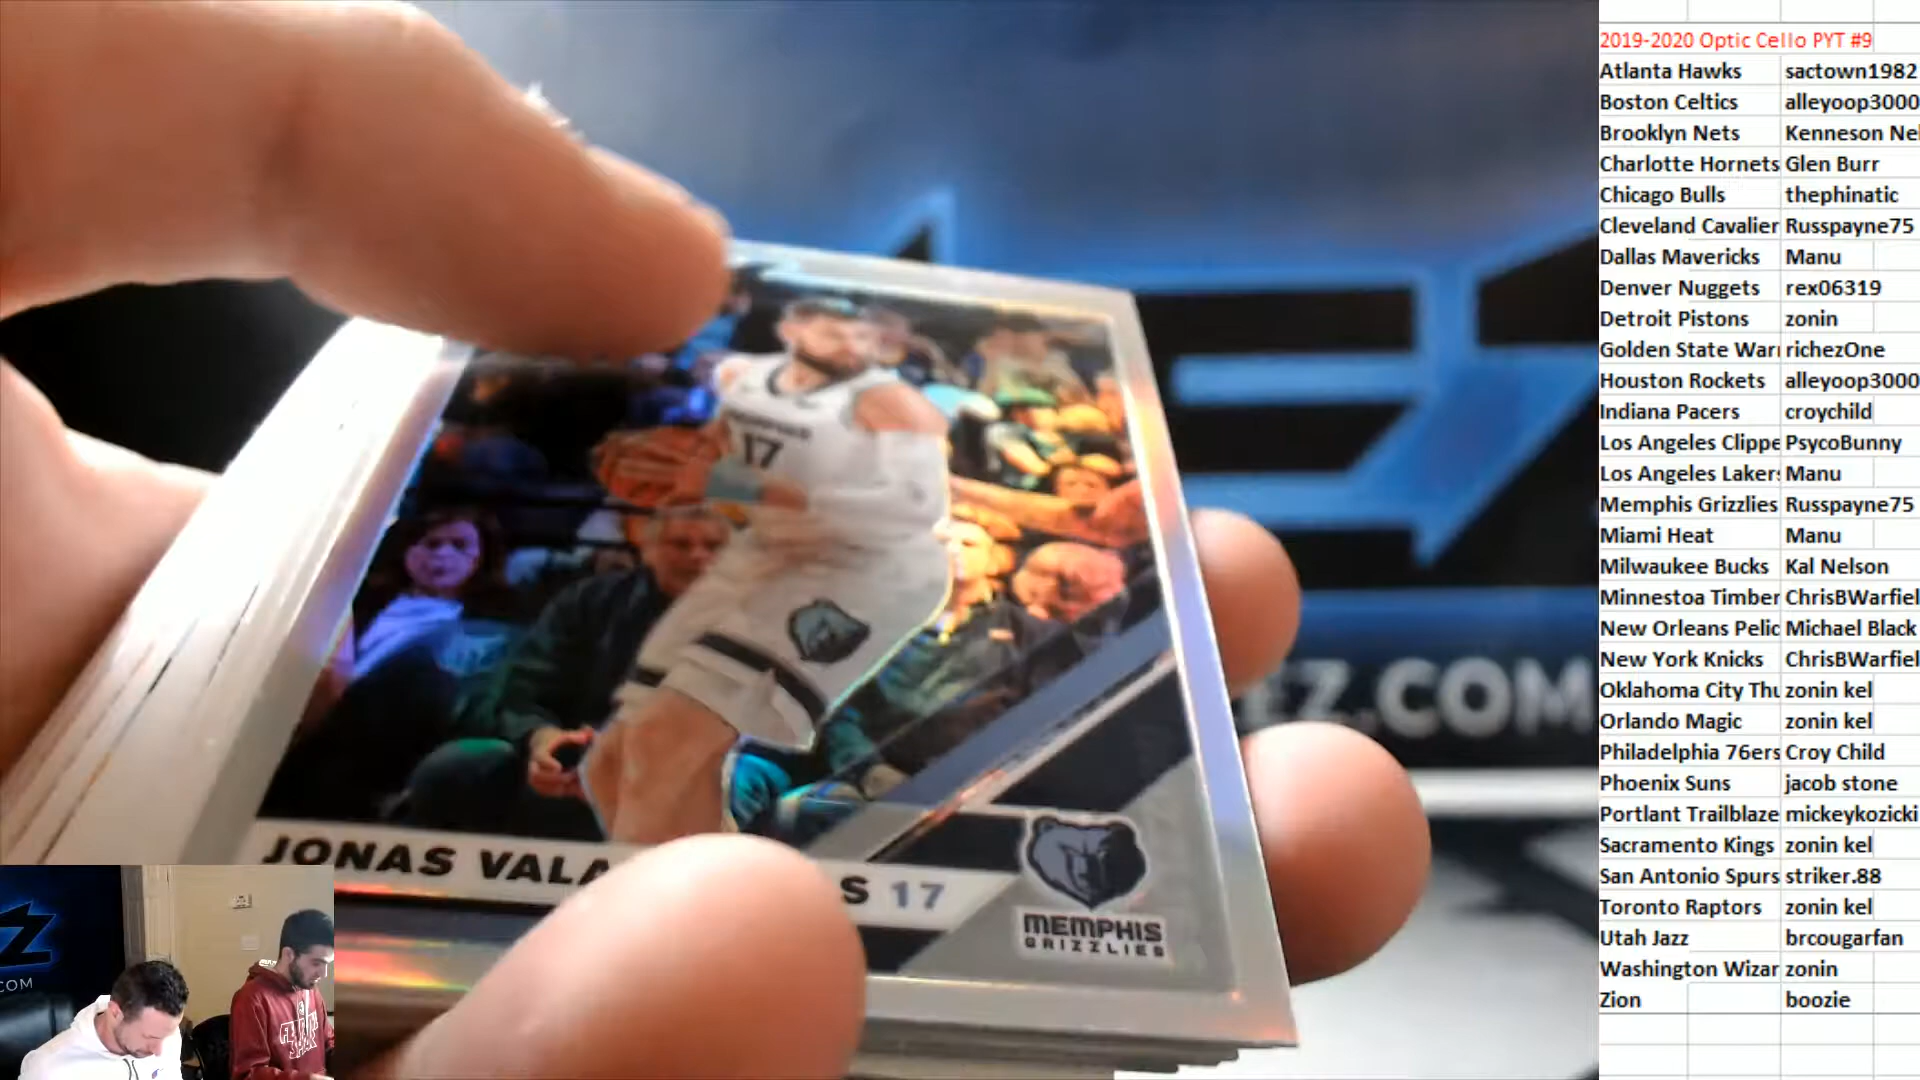 2019-2020 Optic Cello PYT #9
Atlanta Hawks sactown1982
Boston Celtics alleyoop3000
Brooklyn Nets Kenneson Nel
Charlotte Hornets Glen Burr
Chicago Bulls thephinatic
Cleveland Cavalier Russpayne75
Dallas Mavericks Manu
Denver Nuggets rex06319
Detroit Pistons zonin
Golden State Warr richezOne
Houston Rockets alleyoop3000
Indiana Pacers croychild
Los Angeles Clippe PsycoBunny
Los Angeles Lakers Manu
Memphis Grizzlies Russpayne75
Miami Heat Manu
Milwaukee Bucks Kal Nelson
Minnestoa Timber ChrisBWarfiel
New Orleans Pelic Michael Black
New York Knicks ChrisBWarfiel
Oklahoma City Thu zonin kel
Orlando Magic zonin kel
Philadelphia 76ers Croy Child
Phoenix Suns jacob stone
Portlant Trailblaze mickeykozicki
Sacramento Kings zonin kel
San Antonio Spurs striker.88
Toronto Raptors zonin kel
Utah Jazz brcougarfan
Washington Wizar zonin
Zion boozie
17
EZ.COM
JONAS VALA S 17
MEMPHIS
GRIZZLIES
Z
COM